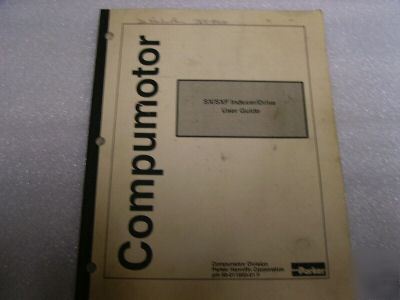 Compumotor
SX/SXF Indexer/Drive
User Guide
Compumotor Division
Parker Hannifin Corporation
p/n
Parker